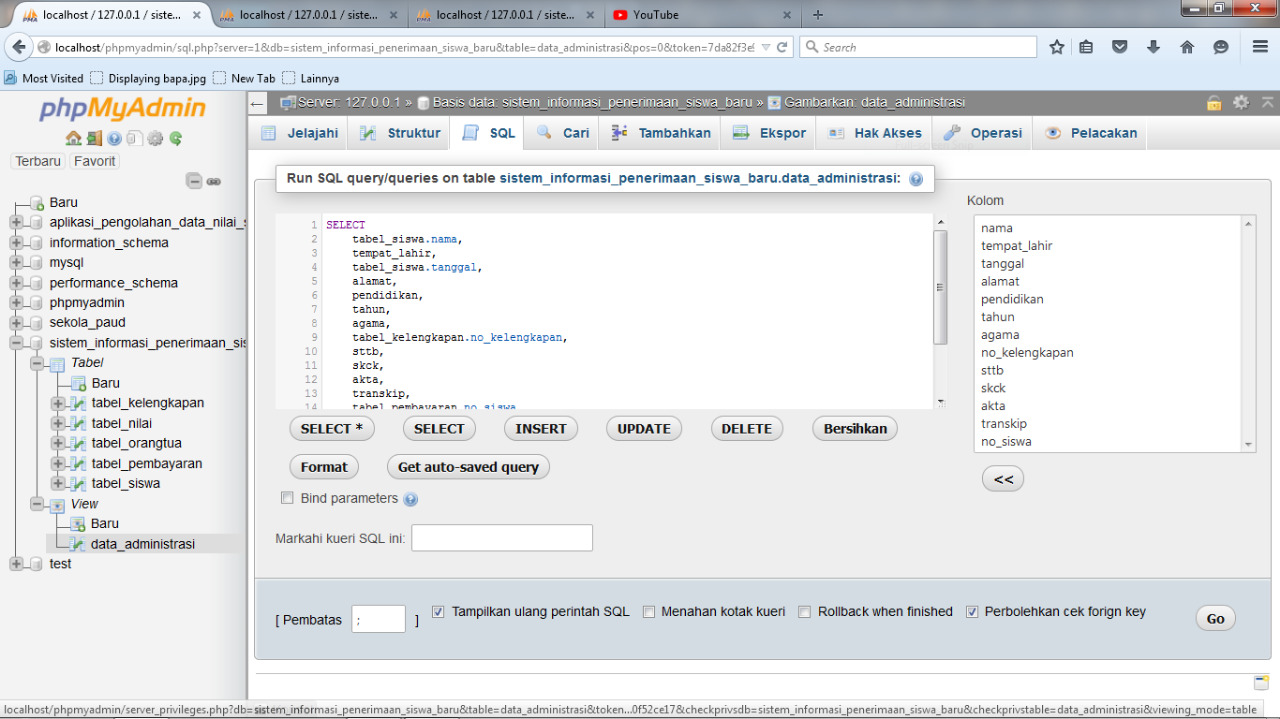 localhost / 127.0.0.1 / siste...
localhost / 127.0.0.1 / siste...
localhost / 127.0.0.1 / siste...
YouTube
localhost/phpmyadmin/sql.php?server=1&db=sistem_informasi_penerimaan_siswa_baru&table=data_administrasi&pos=0&token=7da82f3e
Search
Most Visited
Displaying bapa.jpg
New Tab
Lainnya
phpMyAdmin
Terbaru
Favorit
Baru
aplikasi_pengolahan_data_nilai_s
information_schema
mysql
performance_schema
phpmyadmin
sekola_paud
sistem_informasi_penerimaan_sis
Tabel
Baru
tabel_kelengkapan
tabel_nilai
tabel_orangtua
tabel_pembayaran
tabel_siswa
View
Baru
data_administrasi
test
Server: 127.0.0.1 » Basis data: sistem_informasi_penerimaan_siswa_baru » Gambarkan: data_administrasi
Jelajahi
Struktur
SQL
Cari
Tambahkan
Ekspor
Hak Akses
Operasi
Pelacakan
Run SQL query/queries on table sistem_informasi_penerimaan_siswa_baru.data_administrasi:
1 SELECT
2 tabel_siswa.nama,
3 tempat_lahir,
4 tabel_siswa.tanggal,
5 alamat,
6 pendidikan,
7 tahun,
8 agama,
9 tabel_kelengkapan.no_kelengkapan,
10 sttb,
11 skck,
12 akta,
13 transkip,
14 tabel_pembayaran.no_siswa
Kolom
nama
tempat_lahir
tanggal
alamat
pendidikan
tahun
agama
no_kelengkapan
sttb
skck
akta
transkip
no_siswa
<<
SELECT *
SELECT
INSERT
UPDATE
DELETE
Bersihkan
Format
Get auto-saved query
Bind parameters
Markahi kueri SQL ini:
[ Pembatas ; ]
Tampilkan ulang perintah SQL
Menahan kotak kueri
Rollback when finished
Perbolehkan cek forign key
Go
localhost/phpmyadmin/server_privileges.php?db=sistem_informasi_penerimaan_siswa_baru&table=data_administrasi&token...0f52ce17&checkprivsdb=sistem_informasi_penerimaan_siswa_baru&checkprivstable=data_administrasi&viewing_mode=table